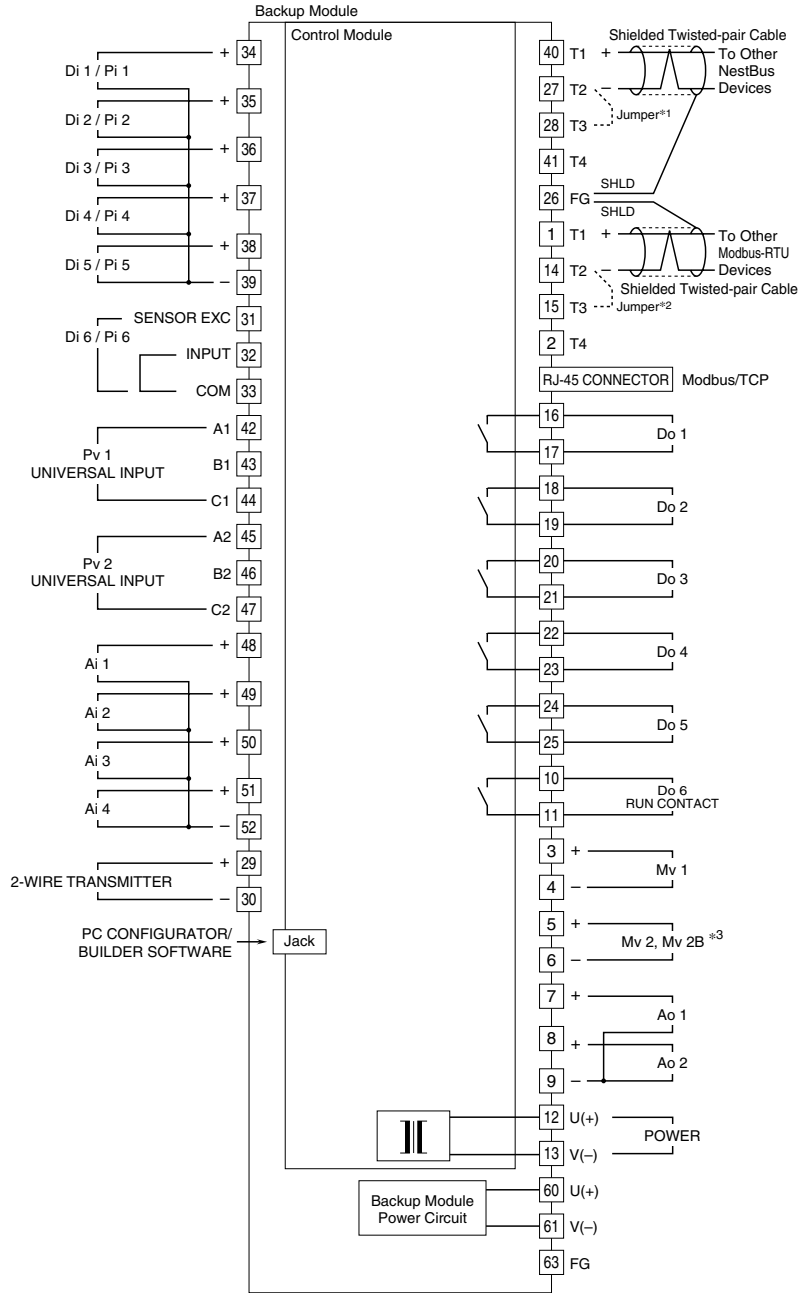 Backup Module
Control Module
Di 1 / Pi 1
+ 34
Di 2 / Pi 2
+ 35
Di 3 / Pi 3
+ 36
Di 4 / Pi 4
+ 37
Di 5 / Pi 5
+ 38
− 39
Di 6 / Pi 6
SENSOR EXC 31
INPUT 32
COM 33
Pv 1
UNIVERSAL INPUT
A1 42
B1 43
C1 44
Pv 2
UNIVERSAL INPUT
A2 45
B2 46
C2 47
Ai 1
+ 48
Ai 2
+ 49
Ai 3
+ 50
Ai 4
+ 51
− 52
2-WIRE TRANSMITTER
+ 29
− 30
PC CONFIGURATOR/
BUILDER SOFTWARE
Jack
Shielded Twisted-pair Cable
40 T1 +
27 T2 −
To Other
NestBus
Devices
28 T3
Jumper*1
41 T4
26 FG
SHLD
SHLD
1 T1 +
14 T2 −
To Other
Modbus-RTU
Devices
Shielded Twisted-pair Cable
15 T3
Jumper*2
2 T4
RJ-45 CONNECTOR Modbus/TCP
16
17
Do 1
18
19
Do 2
20
21
Do 3
22
23
Do 4
24
25
Do 5
10
11
Do 6
RUN CONTACT
3 +
4 −
Mv 1
5 +
6 −
Mv 2, Mv 2B *3
7 +
Ao 1
8 +
Ao 2
9 −
12 U(+)
13 V(–)
POWER
Backup Module
Power Circuit
60 U(+)
61 V(–)
63 FG